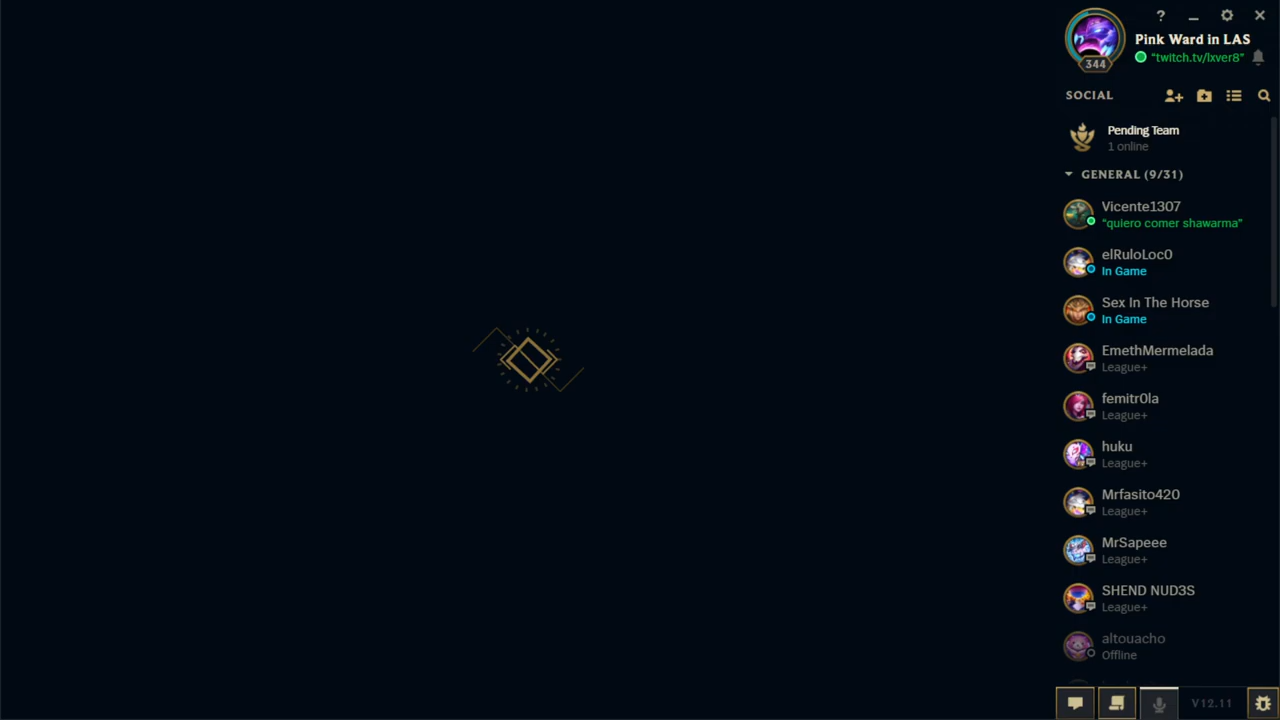 ?
Pink Ward in LAS
"twitch.tv/lxver8"
344
SOCIAL
Pending Team
1 online
GENERAL (9/31)
Vicente1307
"quiero comer shawarma"
elRuloLoc0
In Game
Sex In The Horse
In Game
EmethMermelada
League+
femitr0la
League+
huku
League+
Mrfasito420
League+
MrSapeee
League+
SHEND NUD3S
League+
altouacho
Offline
V12.11